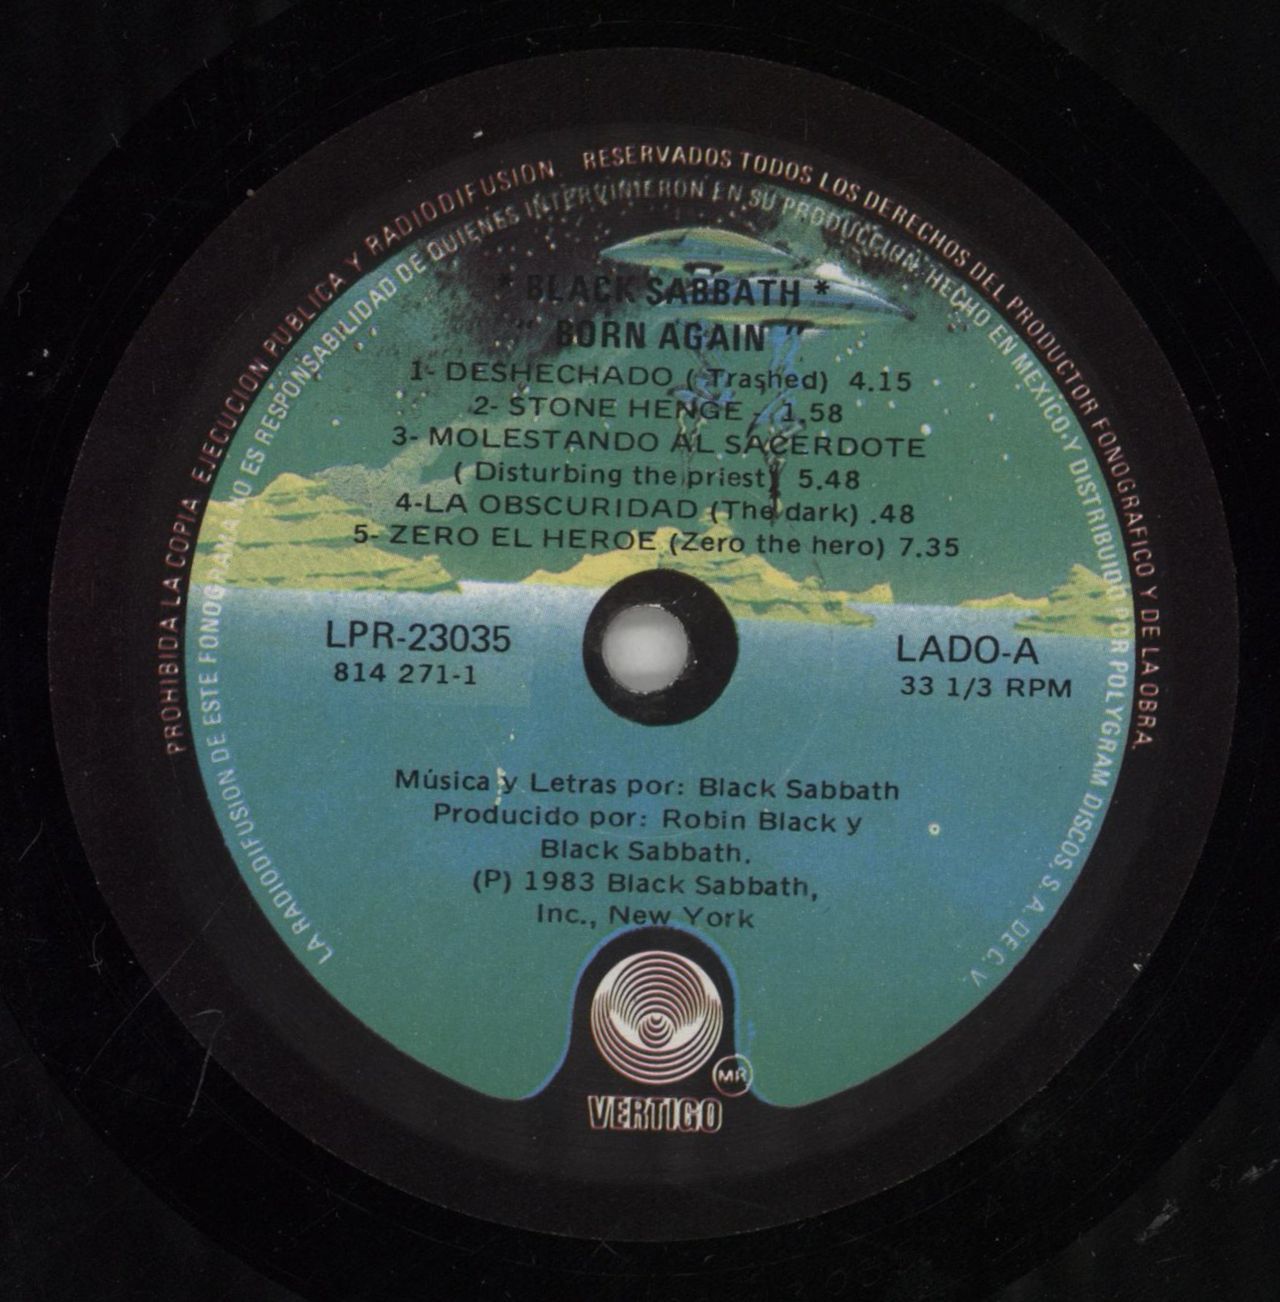 PROHIBIDA LA COPIA, EJECUCION PUBLICA Y RADIODIFUSION. RESERVADOS TODOS LOS DERECHOS DEL PRODUCTOR FONOGRAFICO Y DE LA OBRA.
LA RADIODIFUSION DE ESTE FONOGRAMA NO ES RESPONSABILIDAD DE QUIENES INTERVINIERON EN SU PRODUCCION. HECHO EN MEXICO. Y DISTRIBUIDO POR POLYGRAM DISCOS, S. A. DE C. V.
* BLACK SABBATH *
" BORN AGAIN "
1- DESHECHADO ( Trashed) 4.15
2- STONE HENGE - 1.58
3- MOLESTANDO AL SACERDOTE
( Disturbing the priest) 5.48
4-LA OBSCURIDAD (The dark) .48
5- ZERO EL HEROE (Zero the hero) 7.35
LPR-23035
814 271-1
LADO-A
33 1/3 RPM
Música y Letras por: Black Sabbath
Producido por: Robin Black y
Black Sabbath.
(P) 1983 Black Sabbath,
Inc., New York
MR
VERTIGO